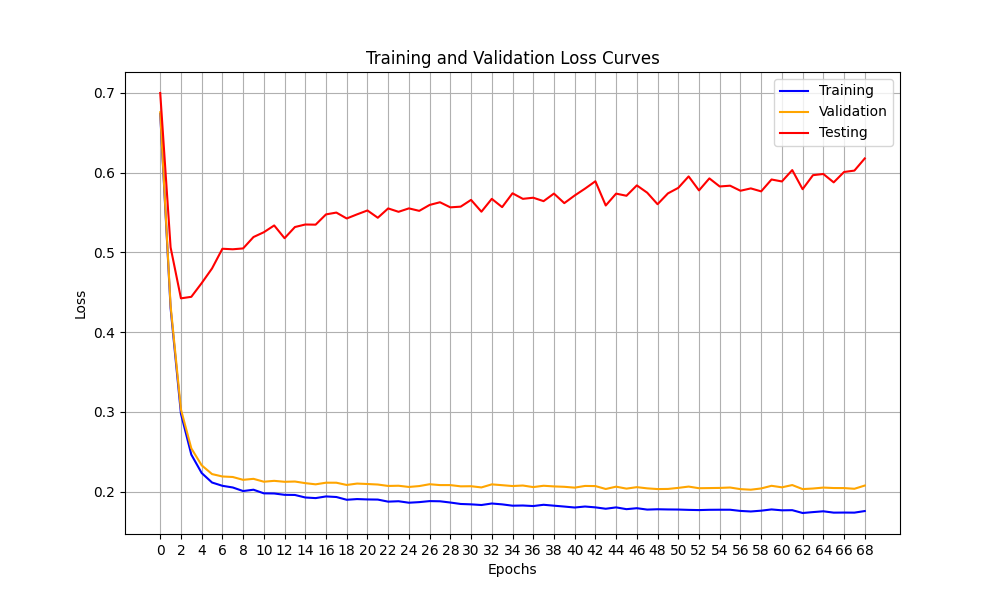 Training and Validation Loss Curves
Training
Validation
Testing
0.7
0.6
0.5
0.4
0.3
0.2
Loss
0 2 4 6 8 10 12 14 16 18 20 22 24 26 28 30 32 34 36 38 40 42 44 46 48 50 52 54 56 58 60 62 64 66 68
Epochs